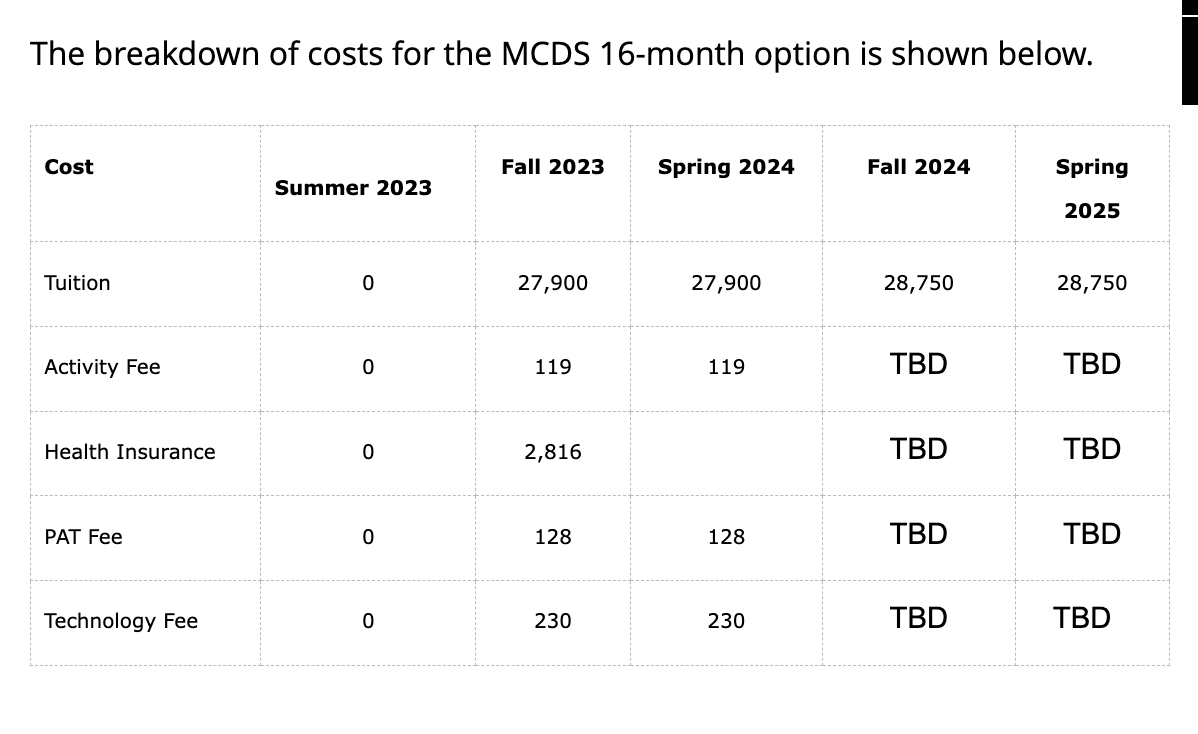 The breakdown of costs for the MCDS 16-month option is shown below.
Cost Summer 2023 Fall 2023 Spring 2024 Fall 2024 Spring 2025
Tuition 0 27,900 27,900 28,750 28,750
Activity Fee 0 119 119 TBD TBD
Health Insurance 0 2,816 TBD TBD
PAT Fee 0 128 128 TBD TBD
Technology Fee 0 230 230 TBD TBD